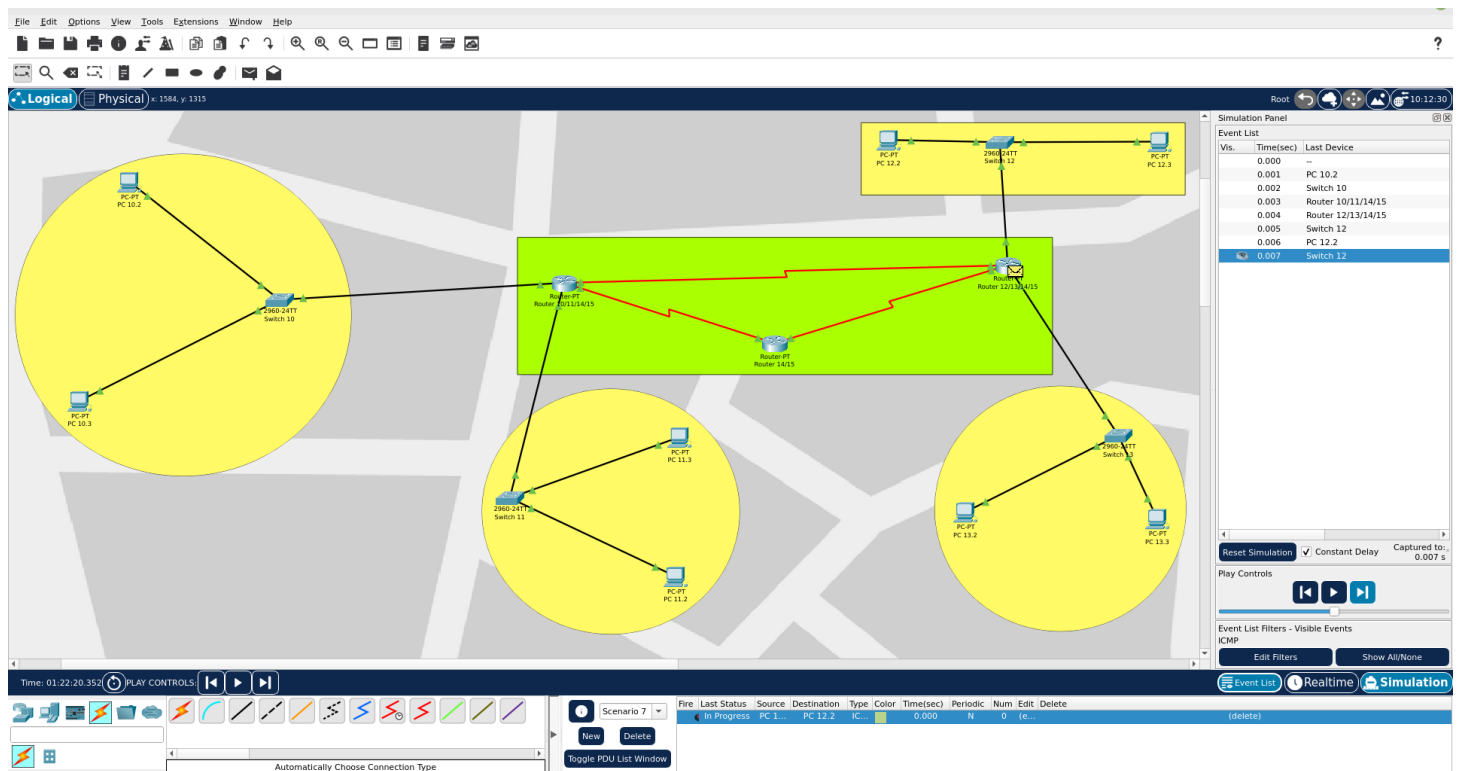 File Edit Options View Tools Extensions Window Help
?
Logical Physical x: 1584, y: 1315 Root 10:12:30
PC-PT
PC 10.2
2960-24TT
Switch 10
PC-PT
PC 10.3
Router-PT
Router 10/11/14/15
Router-PT
Router 14/15
Router 12/13/14/15
PC-PT
PC 12.2
2960-24TT
Switch 12
PC-PT
PC 12.3
2960-24TT
Switch 11
PC-PT
PC 11.3
PC-PT
PC 11.2
2960-24TT
Switch 13
PC-PT
PC 13.2
PC-PT
PC 13.3
Simulation Panel
Event List
Vis. Time(sec) Last Device
0.000 --
0.001 PC 10.2
0.002 Switch 10
0.003 Router 10/11/14/15
0.004 Router 12/13/14/15
0.005 Switch 12
0.006 PC 12.2
0.007 Switch 12
Reset Simulation Constant Delay Captured to:
0.007 s
Play Controls
Event List Filters - Visible Events
ICMP
Edit Filters Show All/None
Time: 01:22:20.352 PLAY CONTROLS: Event List Realtime Simulation
Automatically Choose Connection Type
Scenario 7
New Delete
Toggle PDU List Window
Fire Last Status Source Destination Type Color Time(sec) Periodic Num Edit Delete
In Progress PC 1... PC 12.2 IC... 0.000 N 0 (e... (delete)